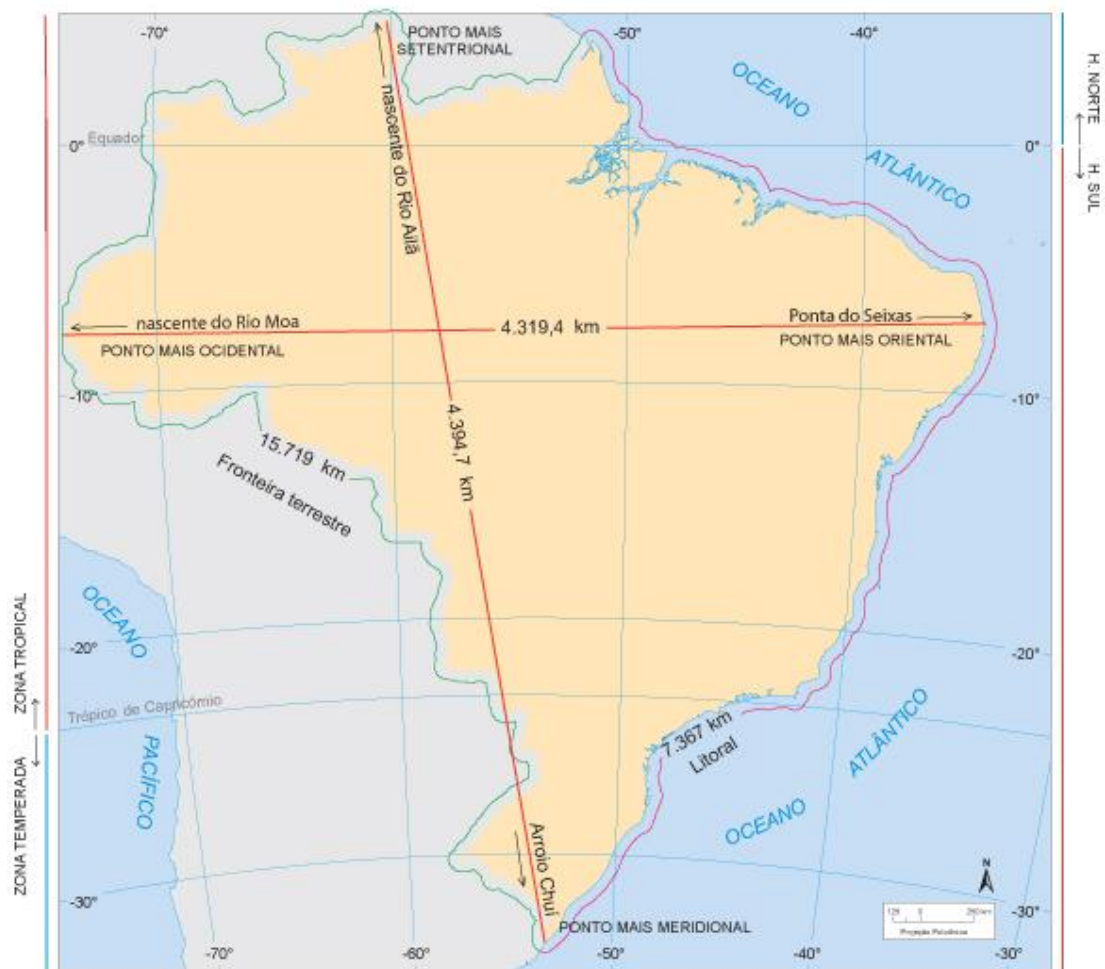 -70°
PONTO MAIS
SETENTRIONAL
-50°
-40°
OCEANO
ATLÂNTICO
H. NORTE
H. SUL
Equador
0°
0°
nascente do Rio Ailã
nascente do Rio Moa
PONTO MAIS OCIDENTAL
4.319,4 km
Ponta do Seixas
PONTO MAIS ORIENTAL
-10°
-10°
15.719 km
Fronteira terrestre
4.394,7 km
OCEANO
PACÍFICO
ZONA TROPICAL
ZONA TEMPERADA
-20°
-20°
Trópico de Capricórnio
7.367 km
Litoral
OCEANO
ATLÂNTICO
Arroio Chuí
PONTO MAIS MERIDIONAL
-30°
-30°
N
0
-70°
-60°
-50°
-40°
-30°